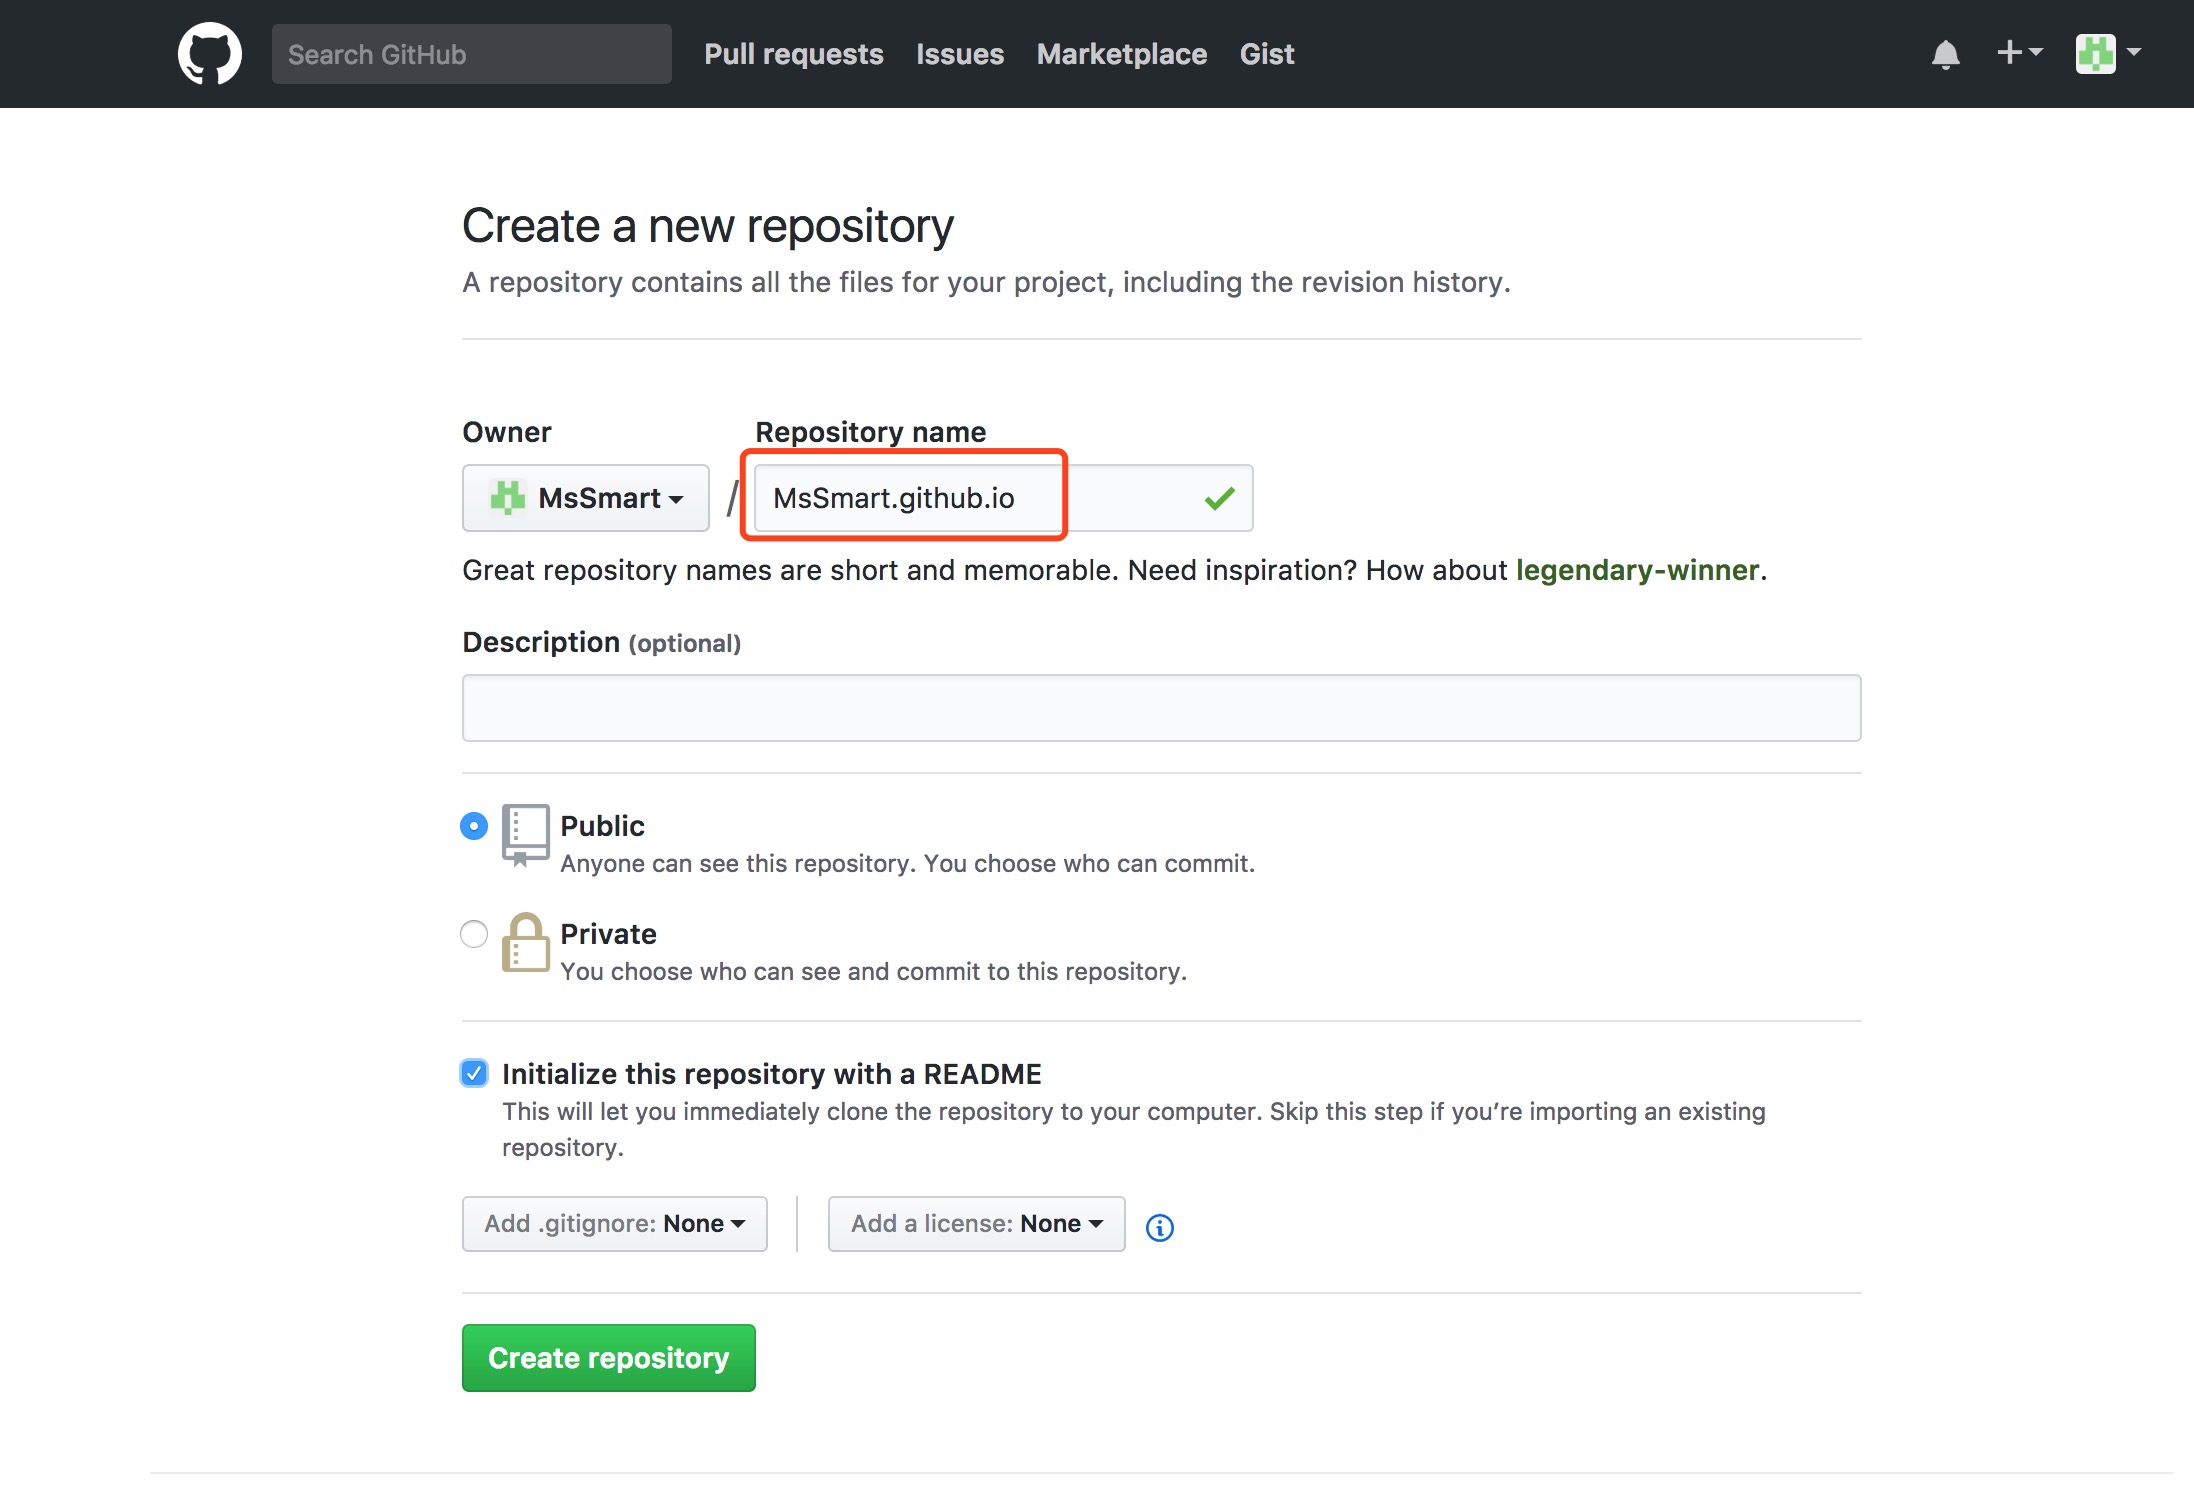 Search GitHub Pull requests Issues Marketplace Gist
Create a new repository
A repository contains all the files for your project, including the revision history.
Owner Repository name
MsSmart / MsSmart.github.io
Great repository names are short and memorable. Need inspiration? How about legendary-winner.
Description (optional)
Public
Anyone can see this repository. You choose who can commit.
Private
You choose who can see and commit to this repository.
Initialize this repository with a README
This will let you immediately clone the repository to your computer. Skip this step if you’re importing an existing
repository.
Add .gitignore: None Add a license: None
Create repository